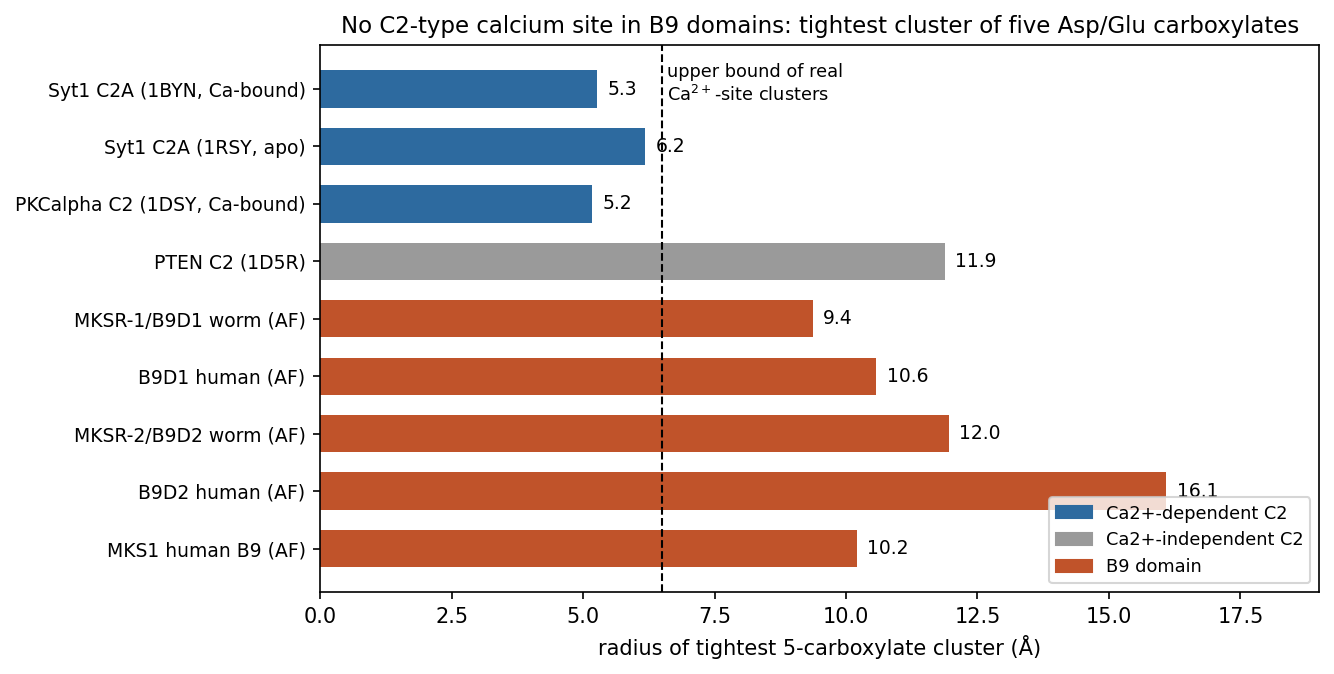 No C2-type calcium site in B9 domains: tightest cluster of five Asp/Glu carboxylates
upper bound of real
Ca²⁺-site clusters
Syt1 C2A (1BYN, Ca-bound) 5.3
Syt1 C2A (1RSY, apo) 6.2
PKCalpha C2 (1DSY, Ca-bound) 5.2
PTEN C2 (1D5R) 11.9
MKSR-1/B9D1 worm (AF) 9.4
B9D1 human (AF) 10.6
MKSR-2/B9D2 worm (AF) 12.0
B9D2 human (AF) 16.1
MKS1 human B9 (AF) 10.2
Ca2+-dependent C2
Ca2+-independent C2
B9 domain
0.0 2.5 5.0 7.5 10.0 12.5 15.0 17.5
radius of tightest 5-carboxylate cluster (Å)